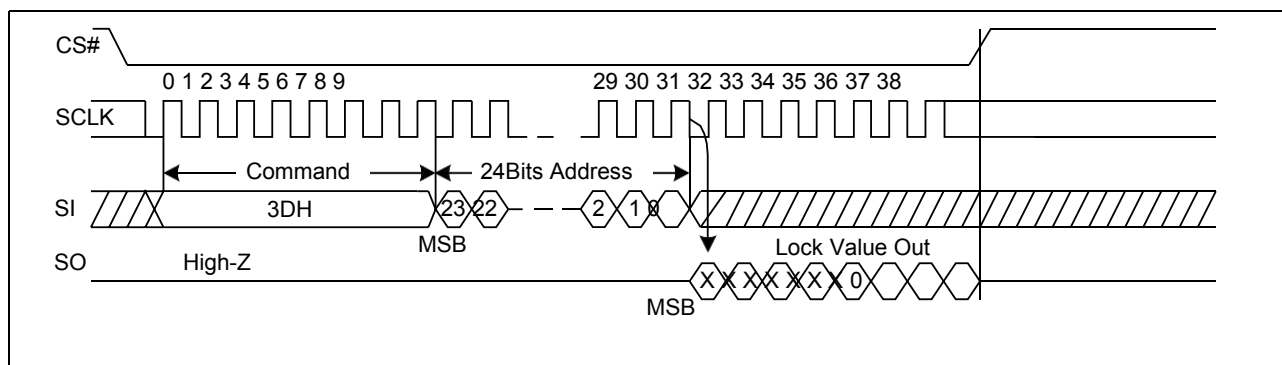 CS#
0 1 2 3 4 5 6 7 8 9 29 30 31 32 33 34 35 36 37 38
SCLK
Command 24Bits Address
SI 3DH 23 22 2 1 0
MSB
SO High-Z Lock Value Out
X X X X X X X 0
MSB